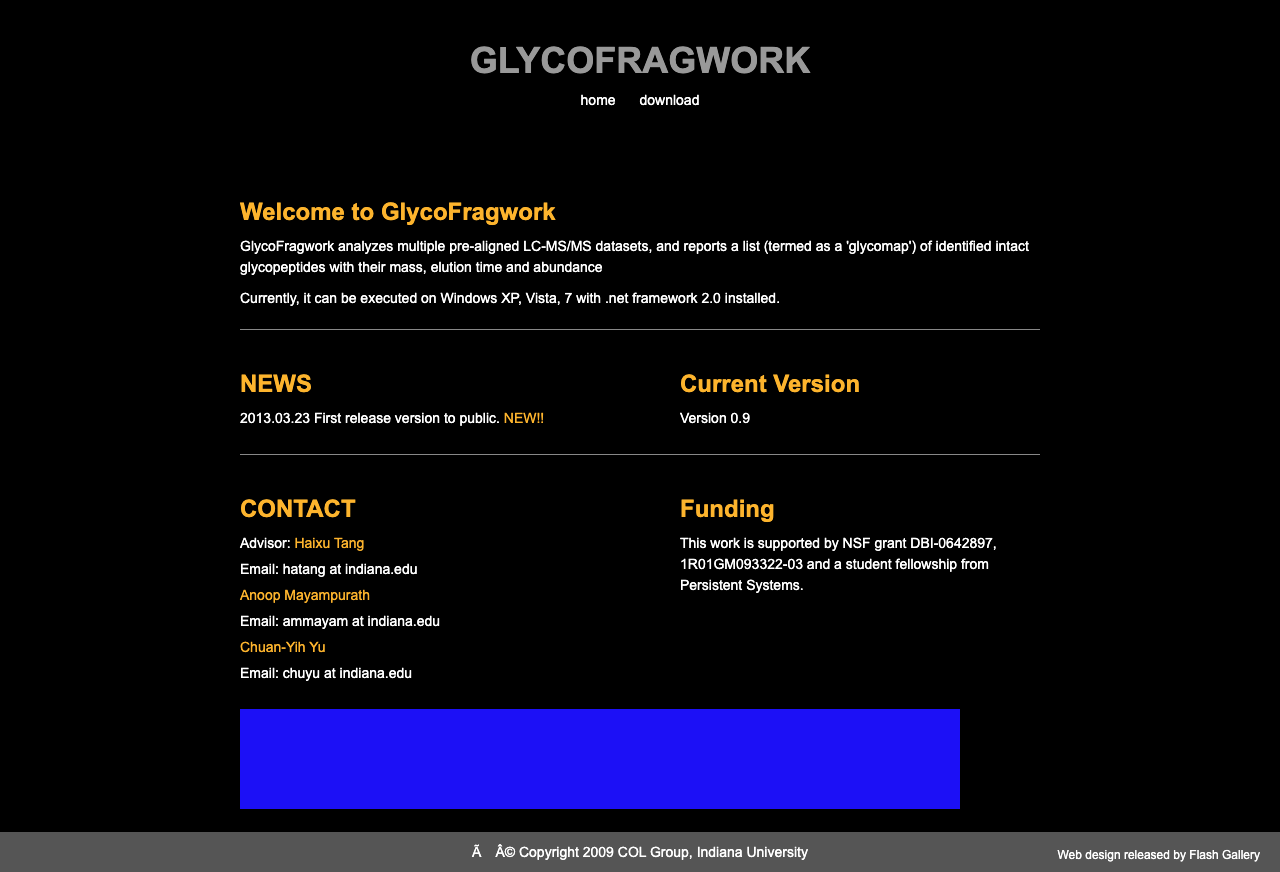 GLYCOFRAGWORK
home download
Welcome to GlycoFragwork
GlycoFragwork analyzes multiple pre-aligned LC-MS/MS datasets, and reports a list (termed as a 'glycomap') of identified intact
glycopeptides with their mass, elution time and abundance
Currently, it can be executed on Windows XP, Vista, 7 with .net framework 2.0 installed.
NEWS
2013.03.23 First release version to public. NEW!!
Current Version
Version 0.9
CONTACT
Advisor: Haixu Tang
Email: hatang at indiana.edu
Anoop Mayampurath
Email: ammayam at indiana.edu
Chuan-Yih Yu
Email: chuyu at indiana.edu
Funding
This work is supported by NSF grant DBI-0642897,
1R01GM093322-03 and a student fellowship from
Persistent Systems.
Ã Â© Copyright 2009 COL Group, Indiana University
Web design released by Flash Gallery